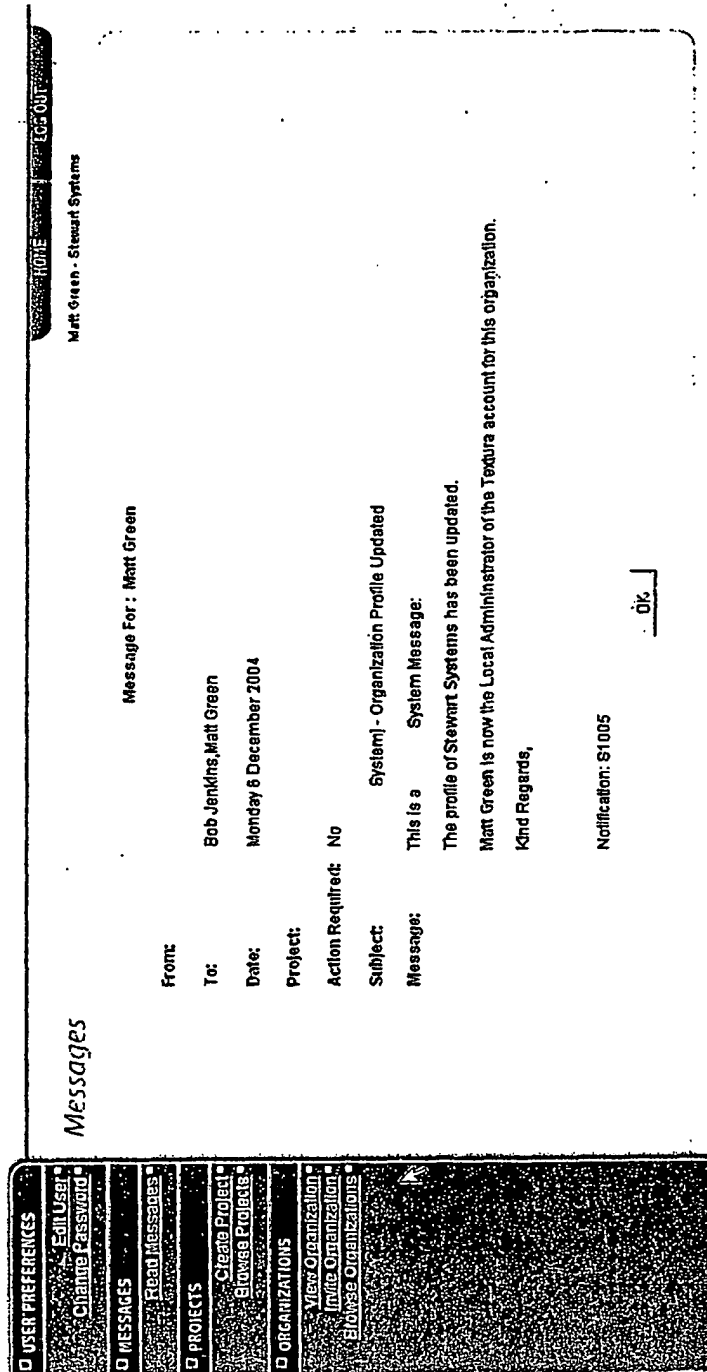 HOME
LOG OUT
Matt Green - Stewart Systems
USER PREFERENCES
Edit User
Change Password
MESSAGES
Read Messages
PROJECTS
Create Project
Browse Projects
ORGANIZATIONS
View Organization
Invite Organization
Browse Organizations
Messages
Message For : Matt Green
From:
To: Bob Jenkins,Matt Green
Date: Monday 6 December 2004
Project:
Action Required: No
Subject: System] - Organization Profile Updated
Message: This is a System Message:
The profile of Stewart Systems has been updated.
Matt Green is now the Local Admininstrator of the Textura account for this organization.
Kind Regards,
Notification: S1005
OK